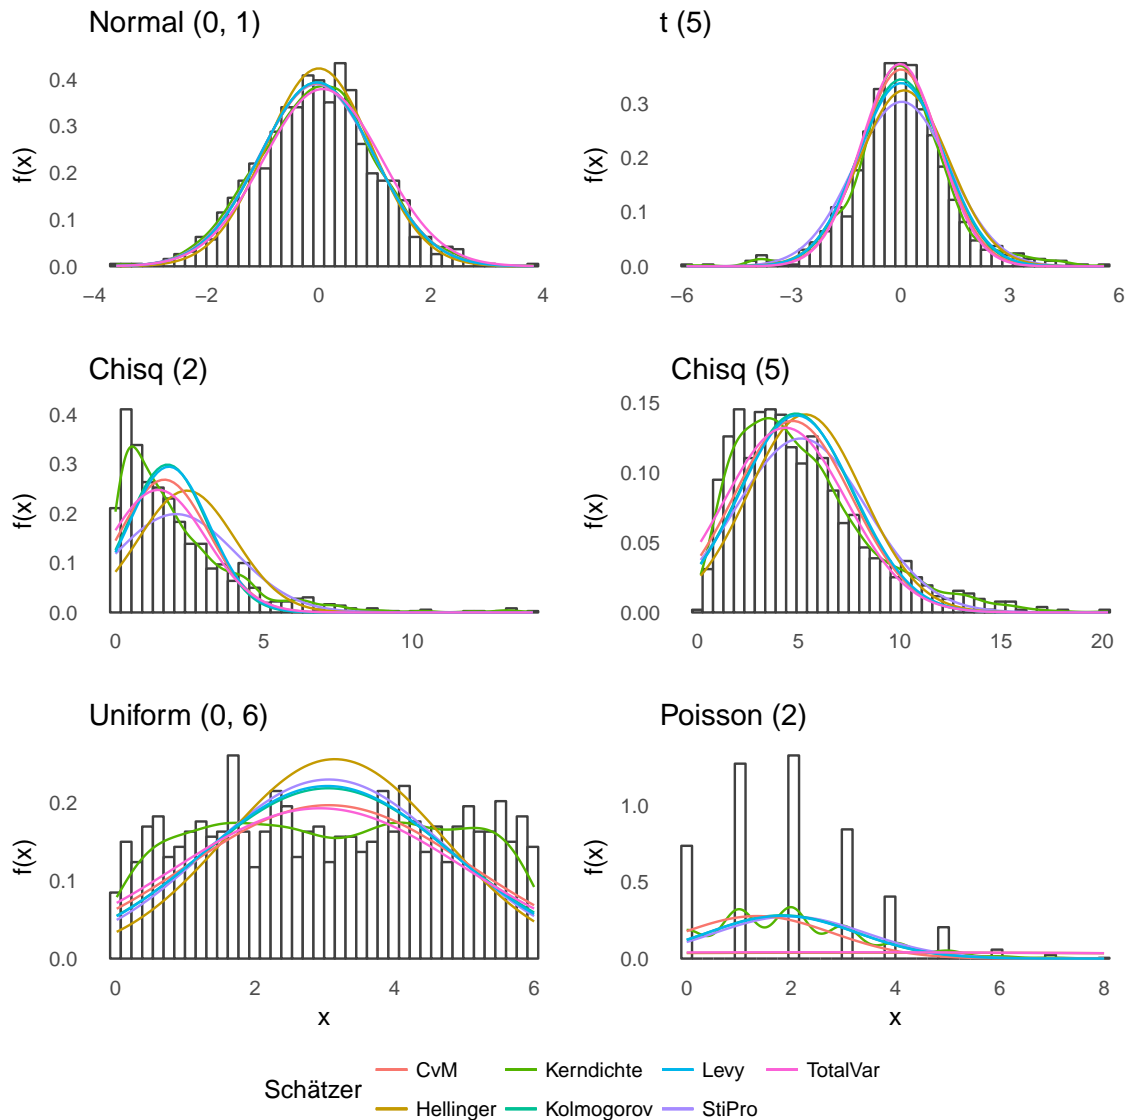 Normal (0, 1)
t (5)
f(x)
0.4
0.3
0.2
0.1
0.0
−4
−2
0
2
4
f(x)
0.3
0.2
0.1
0.0
−6
−3
0
3
6
Chisq (2)
Chisq (5)
f(x)
0.4
0.3
0.2
0.1
0.0
0
5
10
f(x)
0.15
0.10
0.05
0.00
0
5
10
15
20
Uniform (0, 6)
Poisson (2)
f(x)
0.2
0.1
0.0
0
2
4
6
x
f(x)
1.0
0.5
0.0
0
2
4
6
8
x
Schätzer
CvM
Kerndichte
Levy
TotalVar
Hellinger
Kolmogorov
StiPro